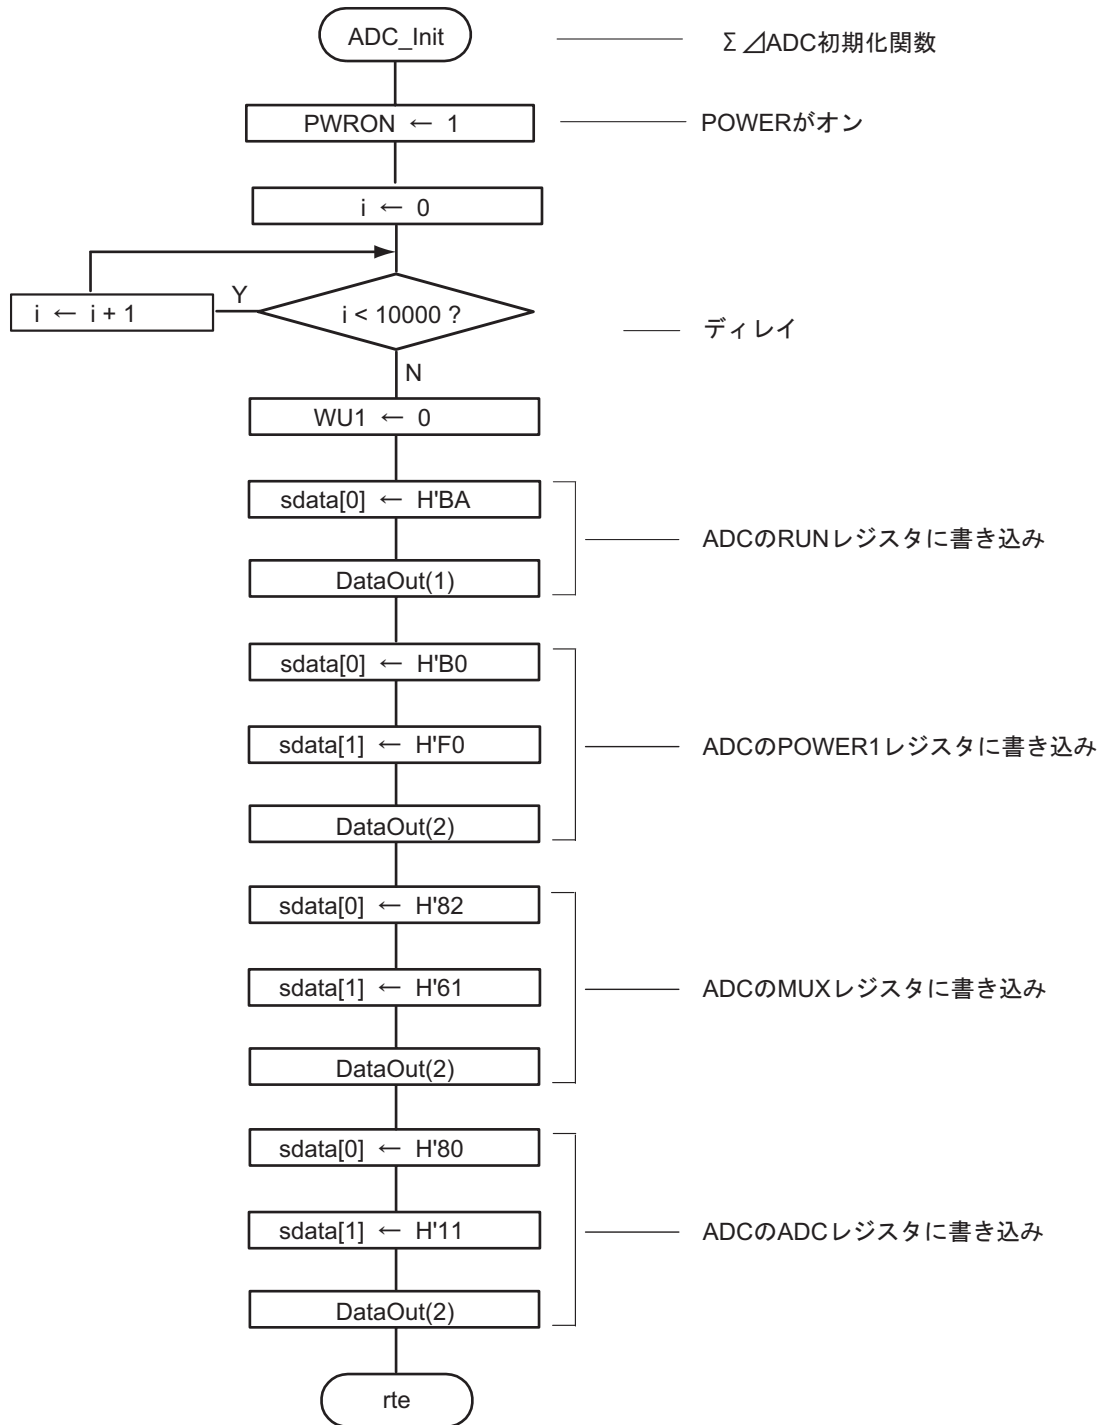 ADC_Init
Σ⊿ADC初期化関数
PWRON ← 1
POWERがオン
i ← 0
i ← i + 1
Y
i < 10000 ?
ディレイ
N
WU1 ← 0
sdata[0] ← H'BA
ADCのRUNレジスタに書き込み
DataOut(1)
sdata[0] ← H'B0
sdata[1] ← H'F0
ADCのPOWER1レジスタに書き込み
DataOut(2)
sdata[0] ← H'82
sdata[1] ← H'61
ADCのMUXレジスタに書き込み
DataOut(2)
sdata[0] ← H'80
sdata[1] ← H'11
ADCのADCレジスタに書き込み
DataOut(2)
rte